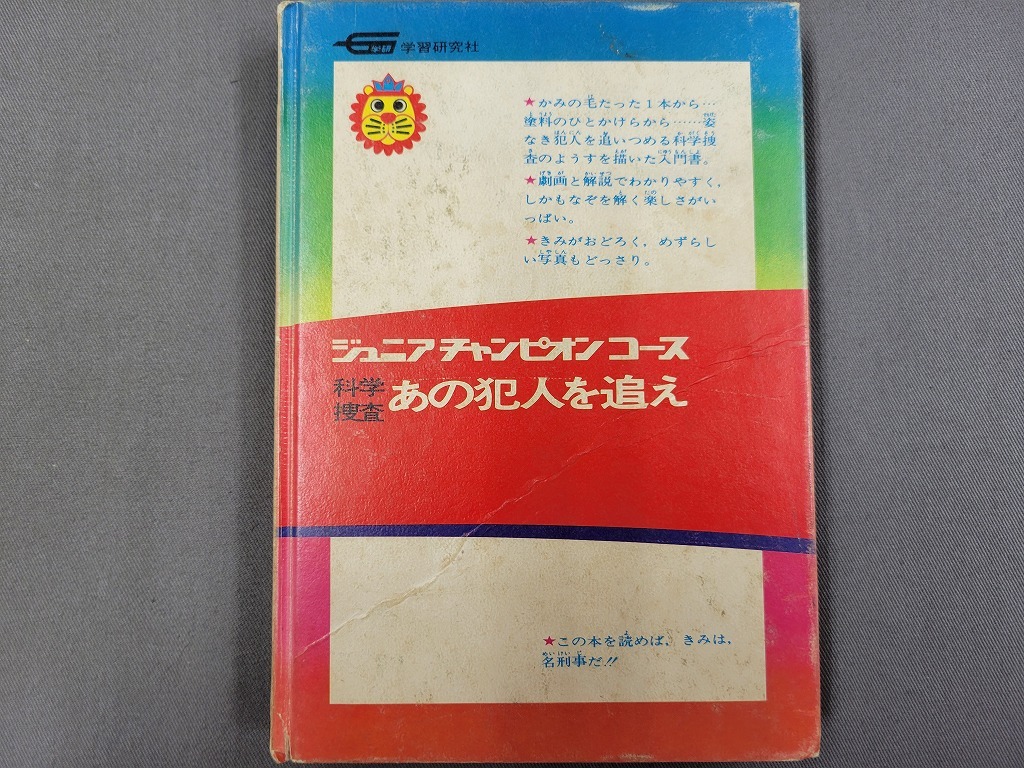 学研 学習研究社
★かみの毛たった1本から…
塗料のひとかけらから……姿
なき犯人を追いつめる科学捜
査のようすを描いた入門書。
★劇画と解説でわかりやすく，
しかもなぞを解く楽しさがい
っぱい。
★きみがおどろく，めずらし
い写真もどっさり。
ジュニアチャンピオンコース
科学捜査 あの犯人を追え
★この本を読めば，きみは，
名刑事だ!!